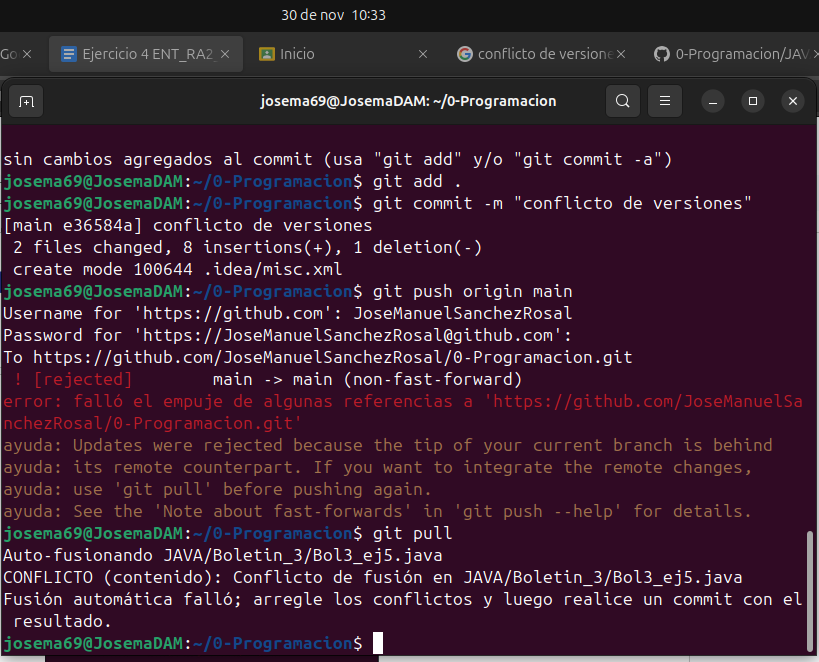 30 de nov 10:33
Go
Ejercicio 4 ENT_RA2
Inicio
conflicto de versione
0-Programacion/JAV
josema69@JosemaDAM: ~/0-Programacion
sin cambios agregados al commit (usa "git add" y/o "git commit -a")
josema69@JosemaDAM:~/0-Programacion$ git add .
josema69@JosemaDAM:~/0-Programacion$ git commit -m "conflicto de versiones"
[main e36584a] conflicto de versiones
 2 files changed, 8 insertions(+), 1 deletion(-)
 create mode 100644 .idea/misc.xml
josema69@JosemaDAM:~/0-Programacion$ git push origin main
Username for 'https://github.com': JoseManuelSanchezRosal
Password for 'https://JoseManuelSanchezRosal@github.com':
To https://github.com/JoseManuelSanchezRosal/0-Programacion.git
 ! [rejected]        main -> main (non-fast-forward)
error: falló el empuje de algunas referencias a 'https://github.com/JoseManuelSa
nchezRosal/0-Programacion.git'
ayuda: Updates were rejected because the tip of your current branch is behind
ayuda: its remote counterpart. If you want to integrate the remote changes,
ayuda: use 'git pull' before pushing again.
ayuda: See the 'Note about fast-forwards' in 'git push --help' for details.
josema69@JosemaDAM:~/0-Programacion$ git pull
Auto-fusionando JAVA/Boletin_3/Bol3_ej5.java
CONFLICTO (contenido): Conflicto de fusión en JAVA/Boletin_3/Bol3_ej5.java
Fusión automática falló; arregle los conflictos y luego realice un commit con el
 resultado.
josema69@JosemaDAM:~/0-Programacion$